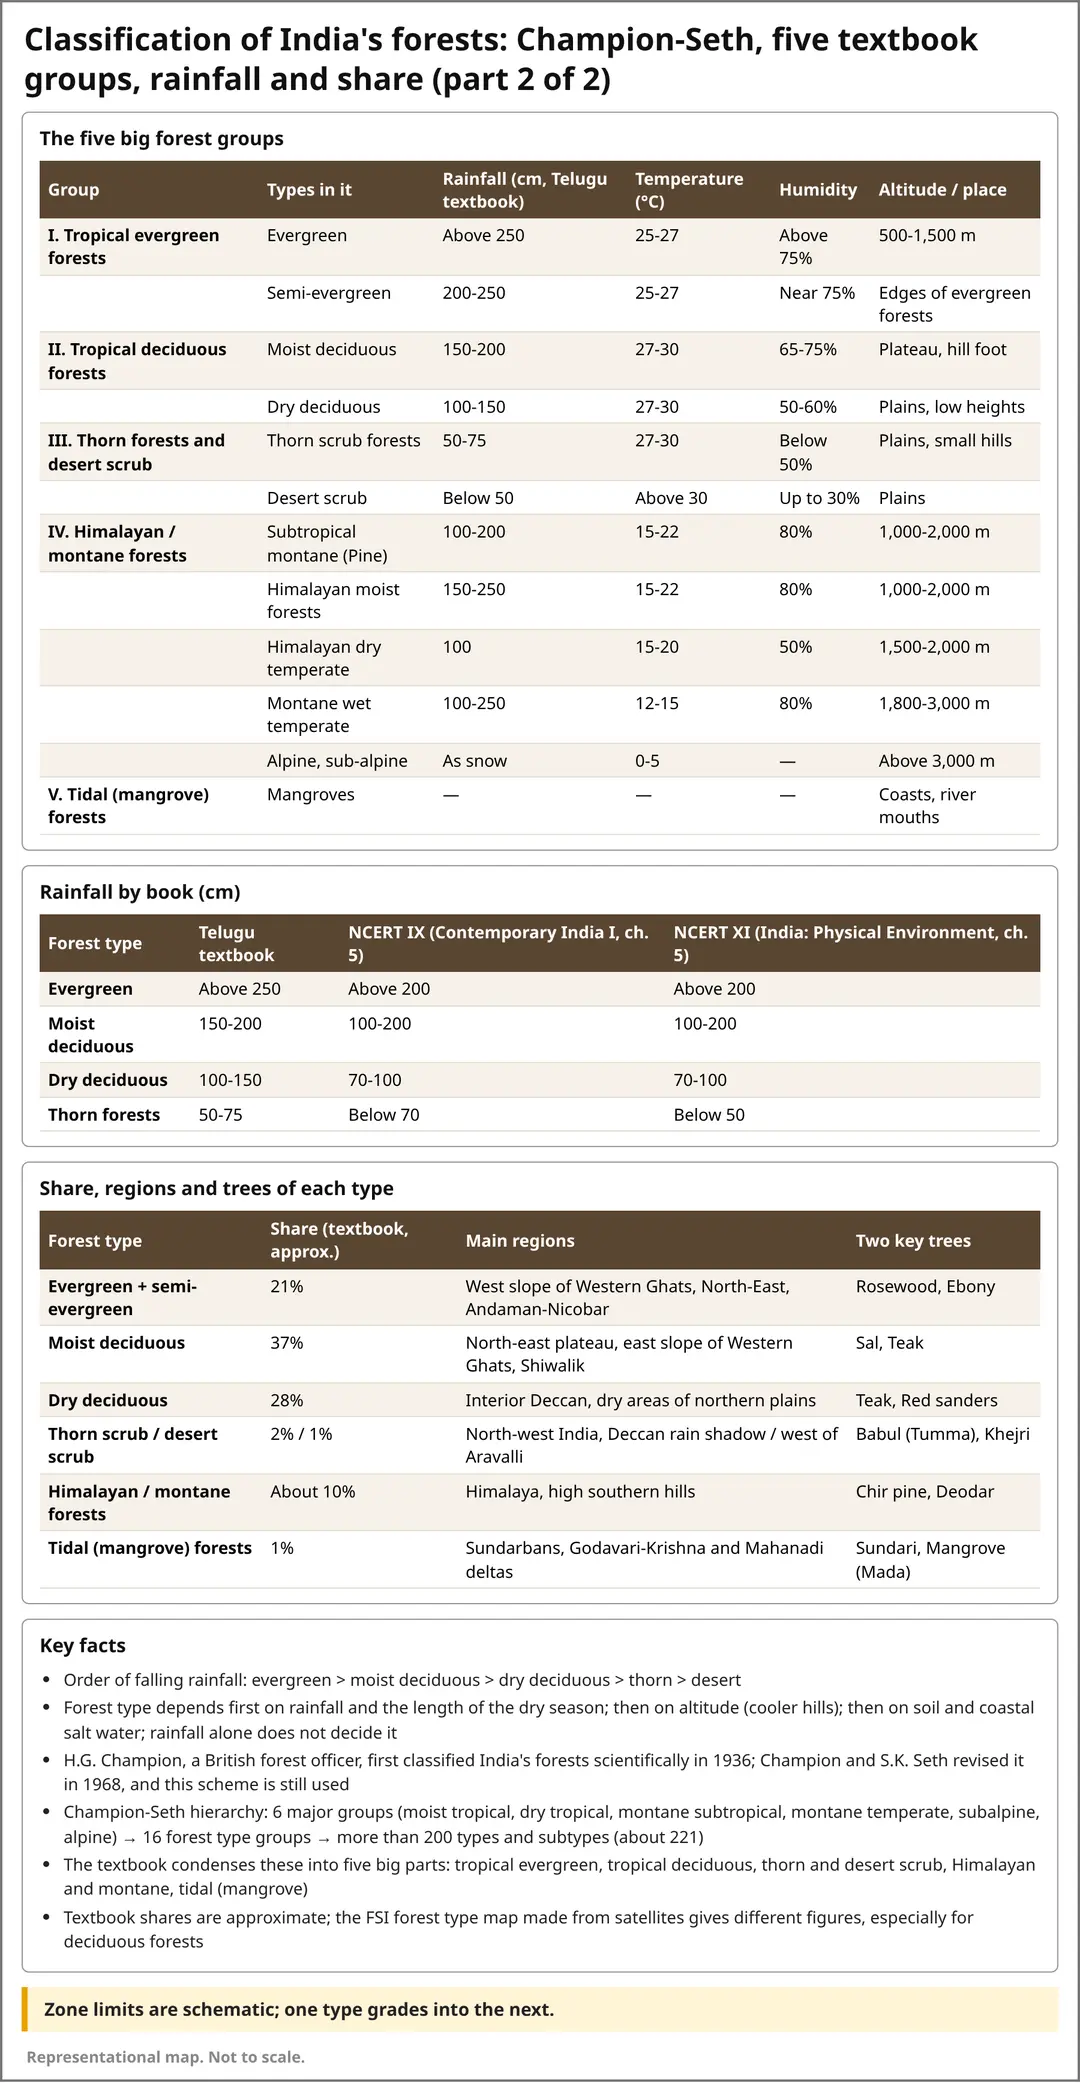 Classification of India's forests: Champion-Seth, five textbook
groups, rainfall and share (part 2 of 2)
The five big forest groups
Group Types in it Rainfall (cm, Telugu textbook) Temperature (°C) Humidity Altitude / place
I. Tropical evergreen forests Evergreen Above 250 25-27 Above 75% 500-1,500 m
Semi-evergreen 200-250 25-27 Near 75% Edges of evergreen forests
II. Tropical deciduous forests Moist deciduous 150-200 27-30 65-75% Plateau, hill foot
Dry deciduous 100-150 27-30 50-60% Plains, low heights
III. Thorn forests and desert scrub Thorn scrub forests 50-75 27-30 Below 50% Plains, small hills
Desert scrub Below 50 Above 30 Up to 30% Plains
IV. Himalayan / montane forests Subtropical montane (Pine) 100-200 15-22 80% 1,000-2,000 m
Himalayan moist forests 150-250 15-22 80% 1,000-2,000 m
Himalayan dry temperate 100 15-20 50% 1,500-2,000 m
Montane wet temperate 100-250 12-15 80% 1,800-3,000 m
Alpine, sub-alpine As snow 0-5 — Above 3,000 m
V. Tidal (mangrove) forests Mangroves — — — Coasts, river mouths
Rainfall by book (cm)
Forest type Telugu textbook NCERT IX (Contemporary India I, ch. 5) NCERT XI (India: Physical Environment, ch. 5)
Evergreen Above 250 Above 200 Above 200
Moist deciduous 150-200 100-200 100-200
Dry deciduous 100-150 70-100 70-100
Thorn forests 50-75 Below 70 Below 50
Share, regions and trees of each type
Forest type Share (textbook, approx.) Main regions Two key trees
Evergreen + semi-evergreen 21% West slope of Western Ghats, North-East, Andaman-Nicobar Rosewood, Ebony
Moist deciduous 37% North-east plateau, east slope of Western Ghats, Shiwalik Sal, Teak
Dry deciduous 28% Interior Deccan, dry areas of northern plains Teak, Red sanders
Thorn scrub / desert scrub 2% / 1% North-west India, Deccan rain shadow / west of Aravalli Babul (Tumma), Khejri
Himalayan / montane forests About 10% Himalaya, high southern hills Chir pine, Deodar
Tidal (mangrove) forests 1% Sundarbans, Godavari-Krishna and Mahanadi deltas Sundari, Mangrove (Mada)
Key facts
• Order of falling rainfall: evergreen > moist deciduous > dry deciduous > thorn > desert
• Forest type depends first on rainfall and the length of the dry season; then on altitude (cooler hills); then on soil and coastal
salt water; rainfall alone does not decide it
• H.G. Champion, a British forest officer, first classified India's forests scientifically in 1936; Champion and S.K. Seth revised it
in 1968, and this scheme is still used
• Champion-Seth hierarchy: 6 major groups (moist tropical, dry tropical, montane subtropical, montane temperate, subalpine,
alpine) → 16 forest type groups → more than 200 types and subtypes (about 221)
• The textbook condenses these into five big parts: tropical evergreen, tropical deciduous, thorn and desert scrub, Himalayan
and montane, tidal (mangrove)
• Textbook shares are approximate; the FSI forest type map made from satellites gives different figures, especially for
deciduous forests
Zone limits are schematic; one type grades into the next.
Representational map. Not to scale.